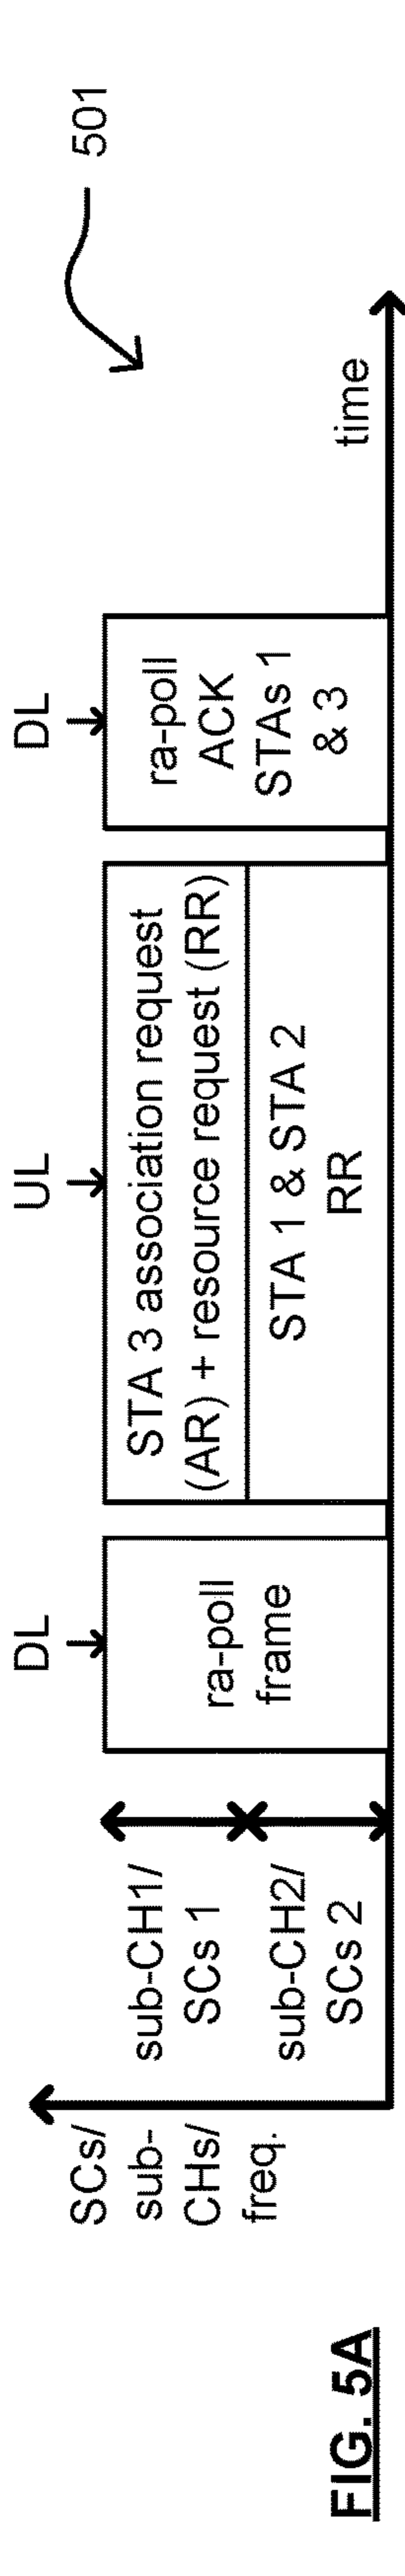 501
DL
UL
DL
SCs/
sub-
CHs/
freq.
sub-CH1/
SCs 1
sub-CH2/
SCs 2
ra-poll
frame
STA 3 association request
(AR) + resource request (RR)
STA 1 & STA 2
RR
ra-poll
ACK
STAs 1
& 3
time
FIG. 5A